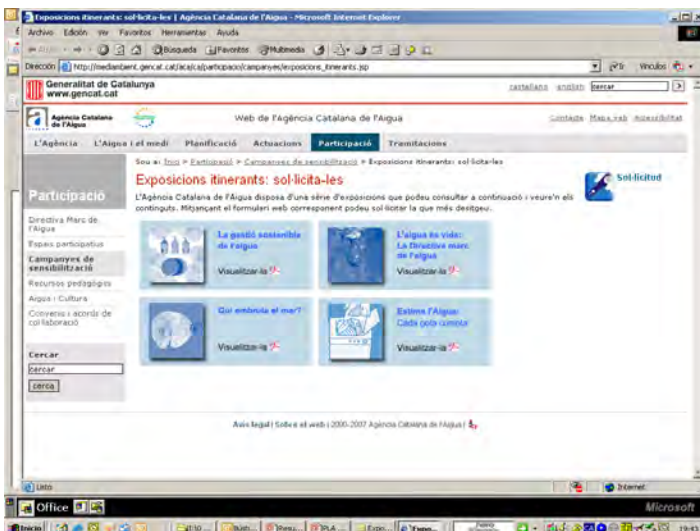 Exposicions itinerants: sol·licita-les | Agència Catalana de l'Aigua - Microsoft Internet Explorer
Archivo Edición Ver Favoritos Herramientas Ayuda
Búsqueda Favoritos Multimedia
Dirección http://mediambient.gencat.cat/aca/ca/participacio/campanyes/exposicions_itinerants.jsp Ir Vínculos
Generalitat de Catalunya
www.gencat.cat
castellano english cercar
Agència Catalana
de l'Aigua
Web de l'Agència Catalana de l'Aigua
Contacte Mapa web Accessibilitat
L'Agència L'Aigua i el medi Planificació Actuacions Participació Tramitacions
Sou a: Inici > Participació > Campanyes de sensibilització > Exposicions itinerants: sol·licita-les
Exposicions itinerants: sol·licita-les
Sol·licitud
L'Agència Catalana de l'Aigua disposa d'una sèrie d'exposicions que podeu consultar a continuació i veure'n els
continguts. Mitjançant el formulari web corresponent podeu sol·licitar la que més desitgeu.
Participació
Directiva Marc de
l'Aigua
Espais participatius
Campanyes de
sensibilització
Recursos pedagògics
Aigua i Cultura
Convenis i acords de
col·laboració
Cercar
cercar
cerca
La gestió sostenible
de l'aigua
Visualitzar-la
L'aigua és vida:
La Directiva marc
de l'aigua
Visualitzar-la
Qui embruta el mar?
Visualitzar-la
Estima l'Aigua:
Cada gota compta
Visualitzar-la
Avís legal | Sobre el web | 2000-2007 Agència Catalana de l'Aigua |
Listo
Internet
Office
Microsoft
Inicio